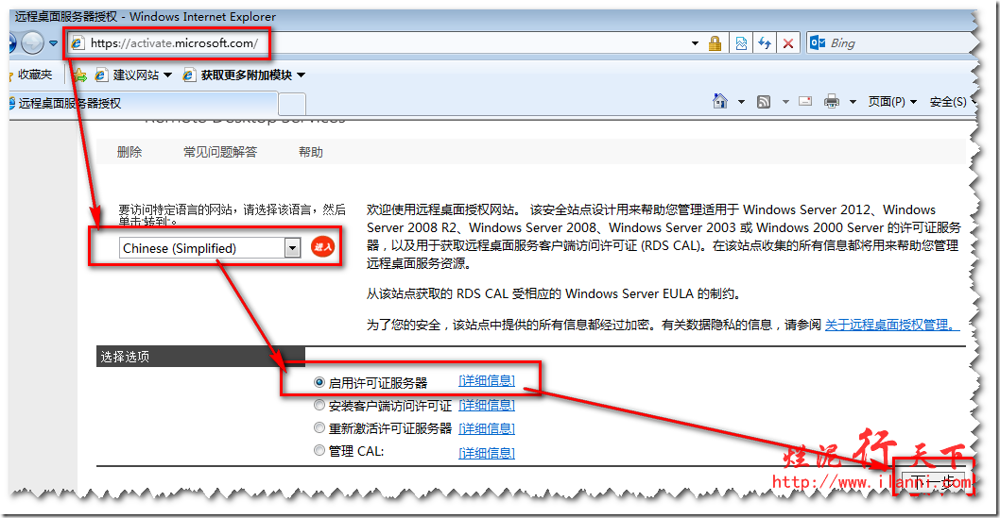 远程桌面服务器授权 - Windows Internet Explorer
https://activate.microsoft.com/
Bing
收藏夹
建议网站
获取更多附加模块
远程桌面服务器授权
页面(P)
安全(S)
Remote Desktop Services
删除
常见问题解答
帮助
要访问特定语言的网站，请选择该语言，然后
单击"转到"。
Chinese (Simplified)
进入
欢迎使用远程桌面授权网站。 该安全站点设计用来帮助您管理适用于 Windows Server 2012、Windows
Server 2008 R2、Windows Server 2008、Windows Server 2003 或 Windows 2000 Server 的许可证服务
器，以及用于获取远程桌面服务客户端访问许可证 (RDS CAL)。在该站点收集的所有信息都将用来帮助您管理
远程桌面服务资源。
从该站点获取的 RDS CAL 受相应的 Windows Server EULA 的制约。
为了您的安全，该站点中提供的所有信息都经过加密。有关数据隐私的信息，请参阅 关于远程桌面授权管理。
选择选项
启用许可证服务器 [详细信息]
安装客户端访问许可证 [详细信息]
重新激活许可证服务器 [详细信息]
管理 CAL: [详细信息]
烂泥行天下
http://www.ilanni.com
下一步